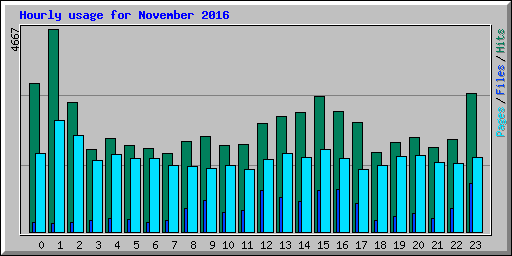 Hourly usage for November 2016
4667
Pages/Files/Hits
0 1 2 3 4 5 6 7 8 9 10 11 12 13 14 15 16 17 18 19 20 21 22 23